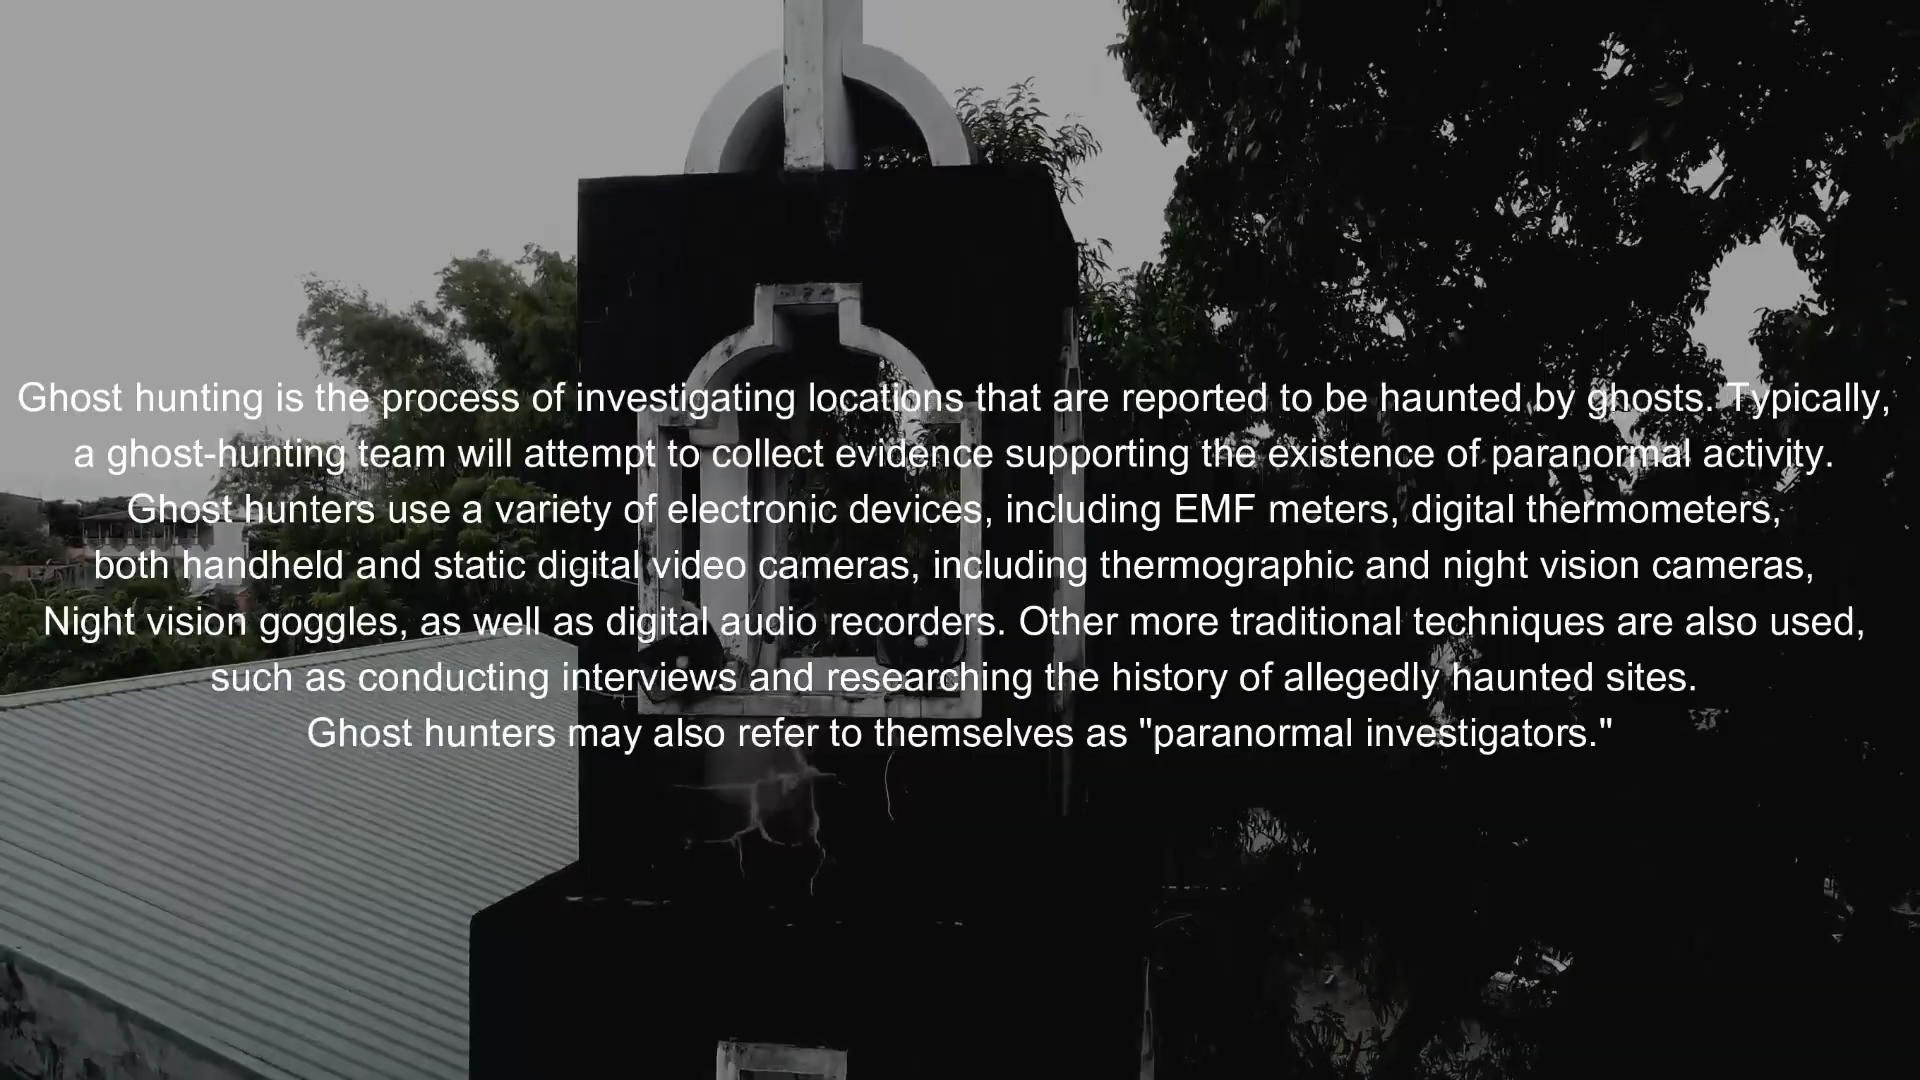 Ghost hunting is the process of investigating locations that are reported to be haunted by ghosts. Typically,
a ghost-hunting team will attempt to collect evidence supporting the existence of paranormal activity.
Ghost hunters use a variety of electronic devices, including EMF meters, digital thermometers,
both handheld and static digital video cameras, including thermographic and night vision cameras,
Night vision goggles, as well as digital audio recorders. Other more traditional techniques are also used,
such as conducting interviews and researching the history of allegedly haunted sites.
Ghost hunters may also refer to themselves as "paranormal investigators."